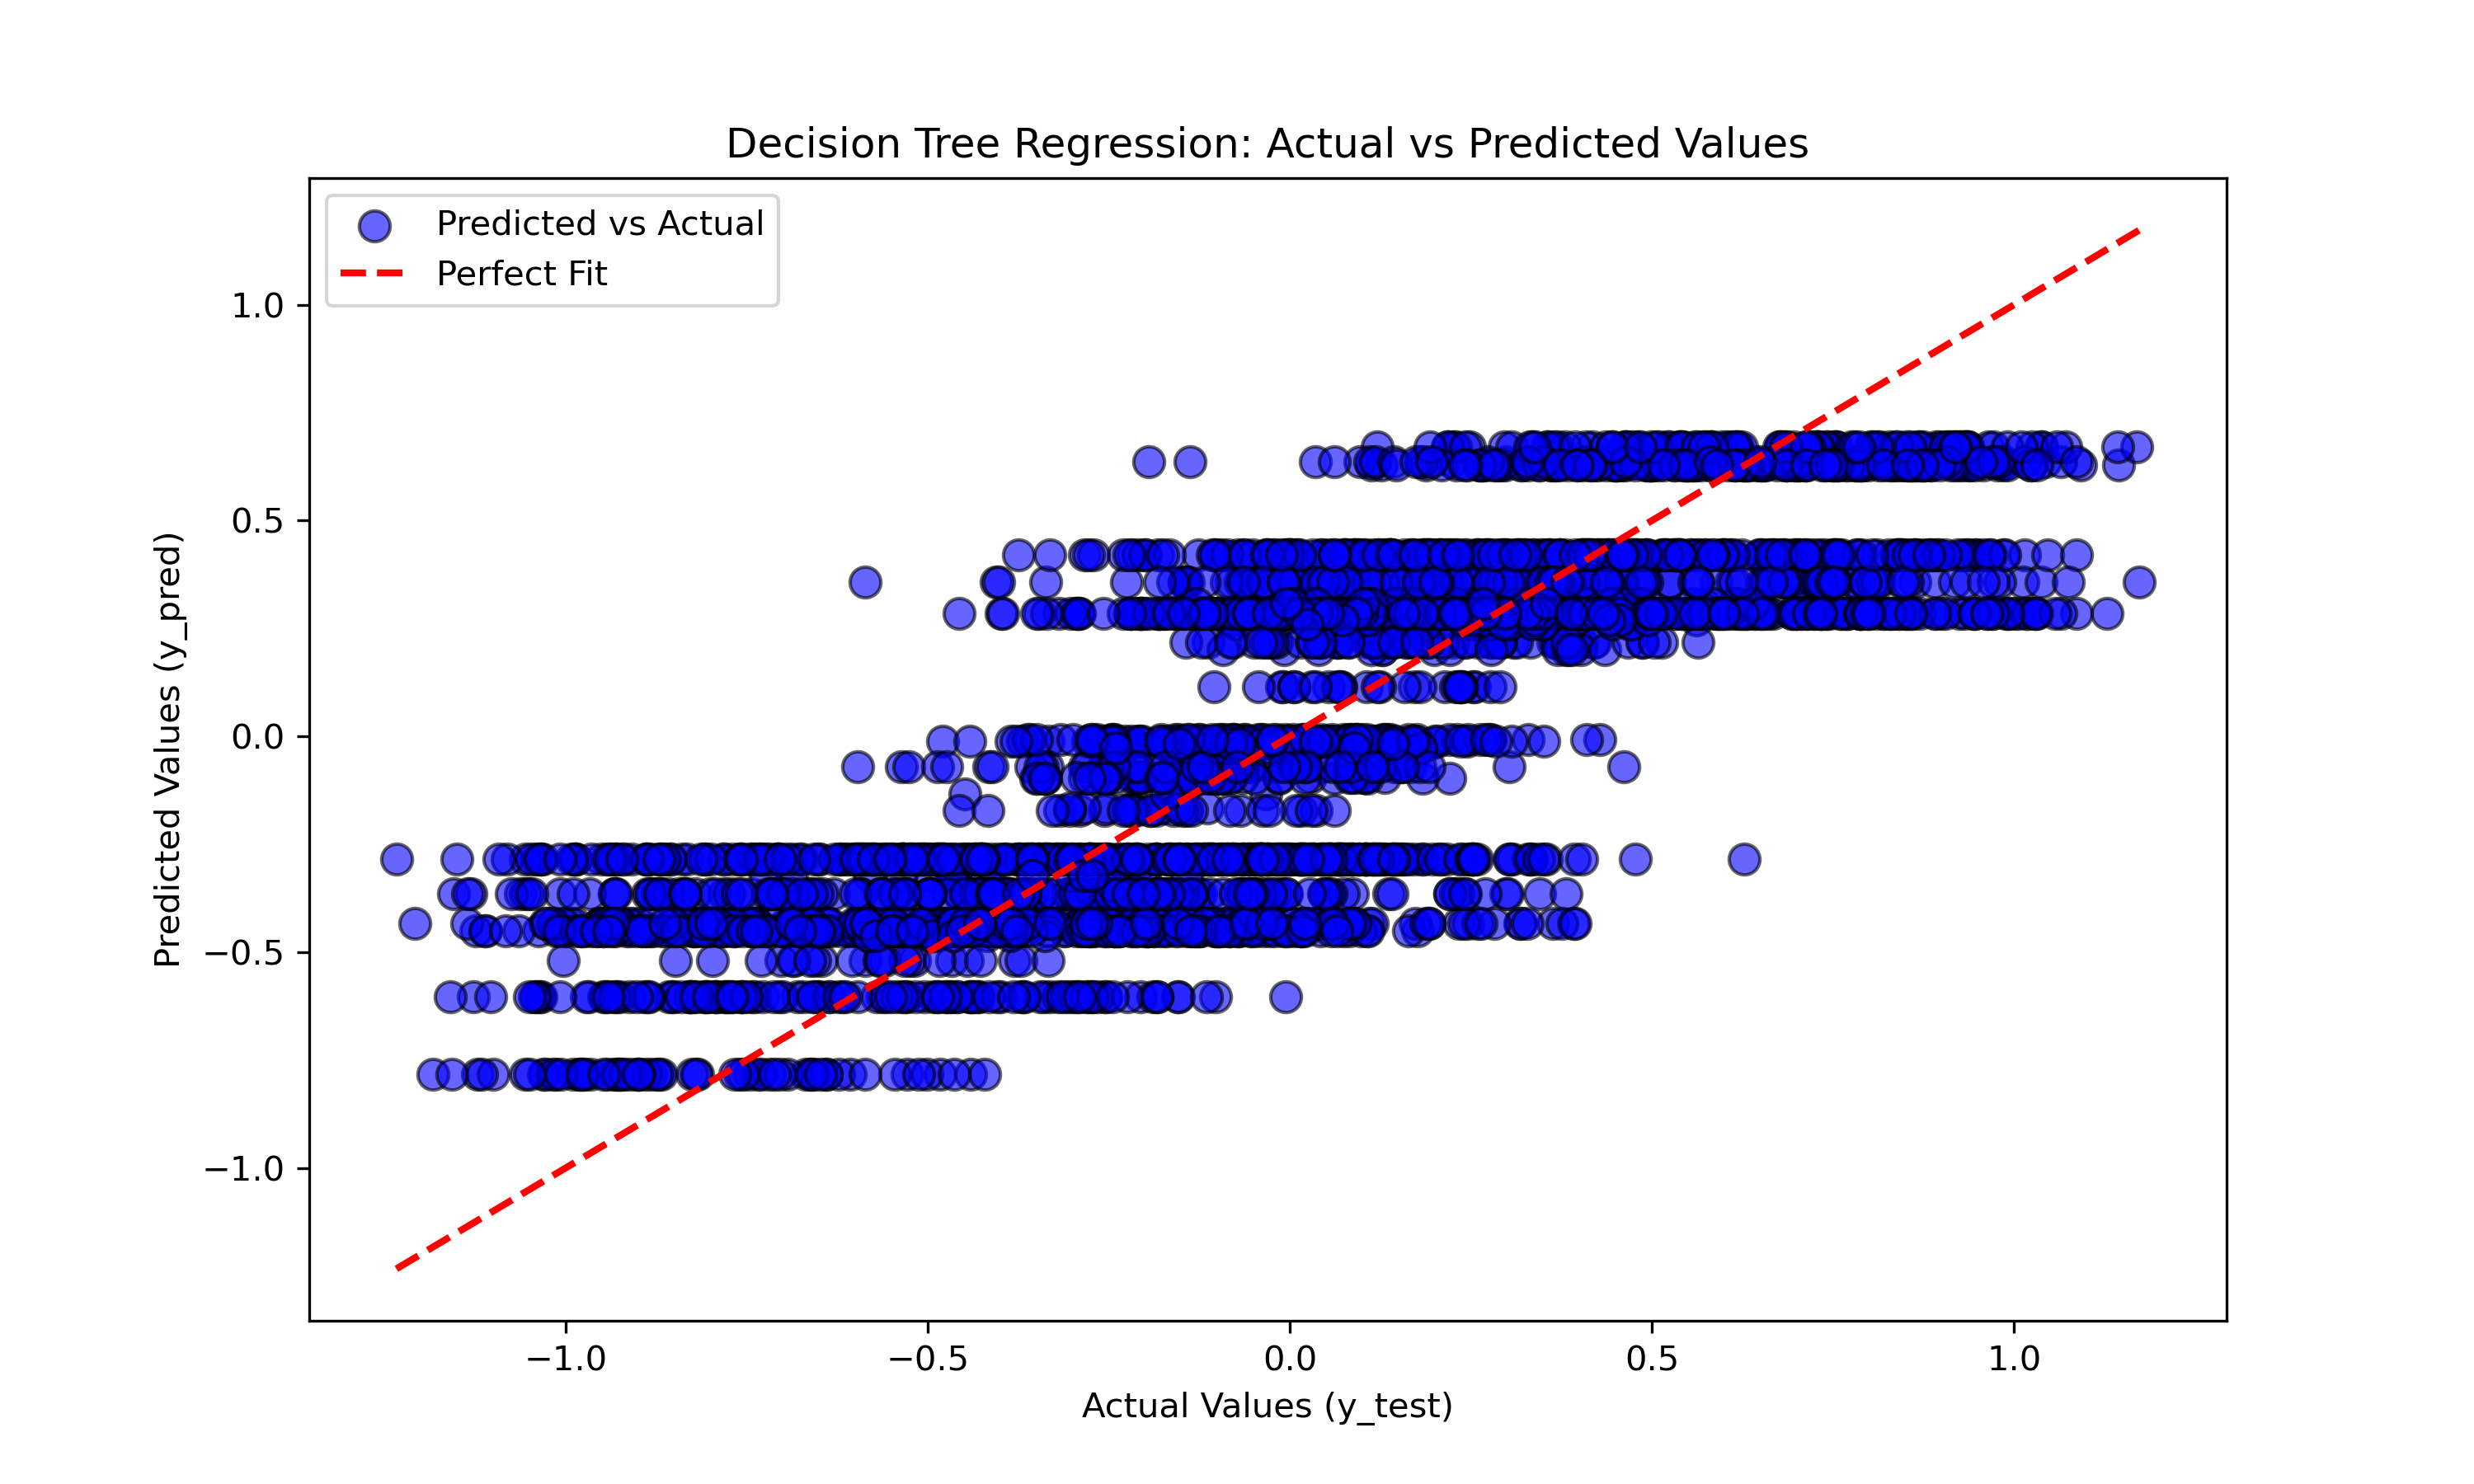 Decision Tree Regression: Actual vs Predicted Values
Predicted vs Actual
Perfect Fit
1.0
0.5
0.0
−0.5
−1.0
Predicted Values (y_pred)
−1.0
−0.5
0.0
0.5
1.0
Actual Values (y_test)